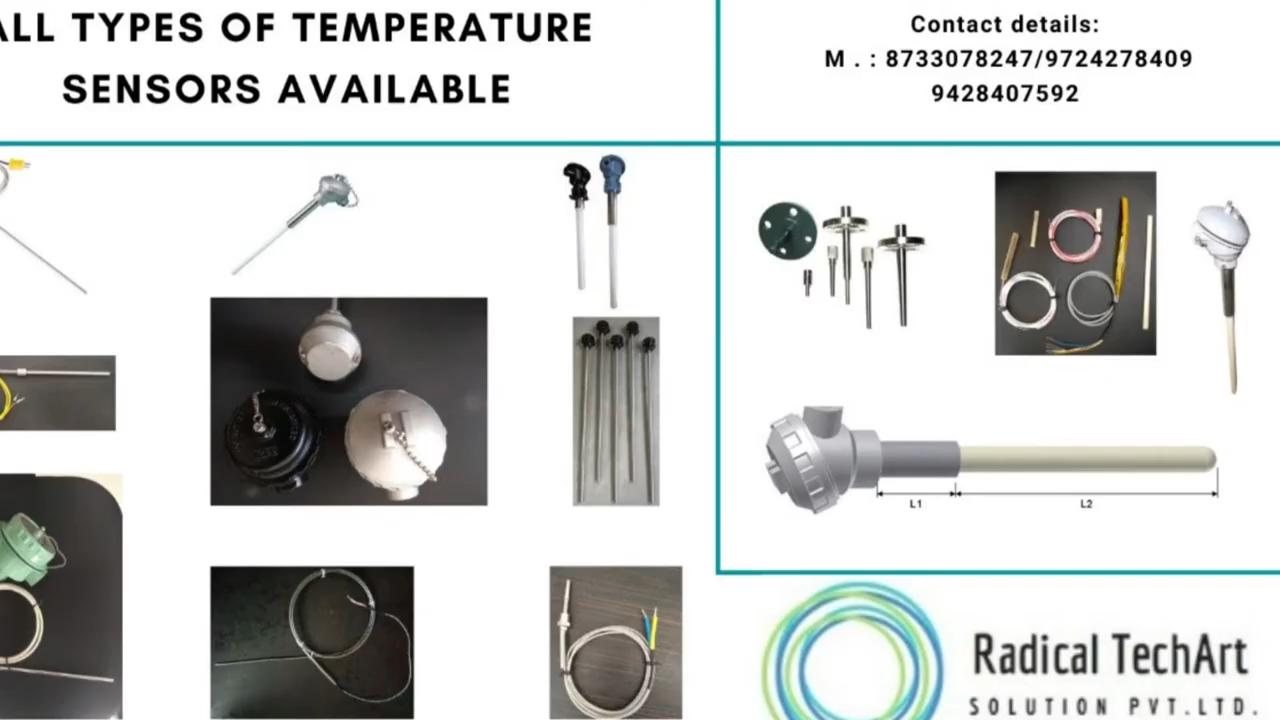 ALL TYPES OF TEMPERATURE
SENSORS AVAILABLE
Contact details:
M . : 8733078247/9724278409
9428407592
L1
L2
Radical TechArt
SOLUTION PVT.LTD.